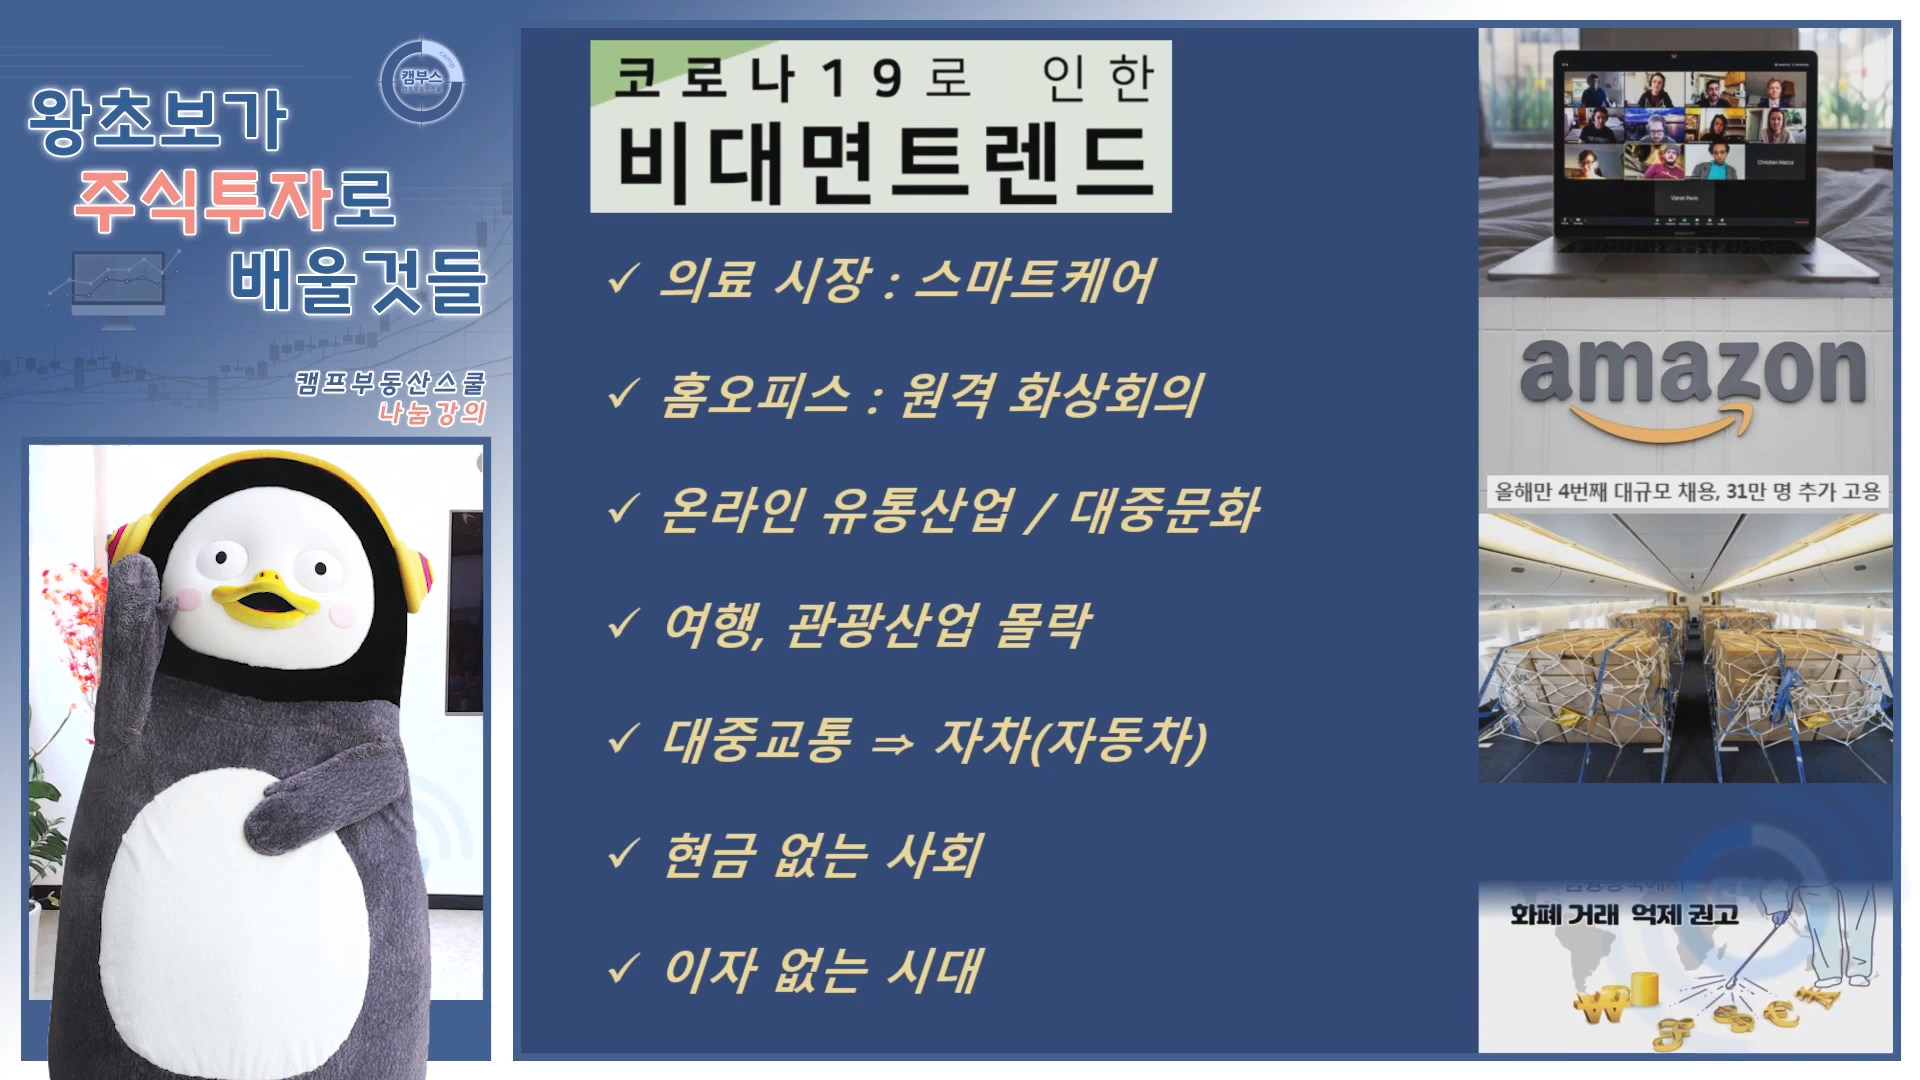 캠부스
camp
왕초보가
주식투자로
배울것들
캠프부동산스쿨
나눔강의
코로나19로 인한
비대면트렌드
✓ 의료 시장 : 스마트케어
✓ 홈오피스 : 원격 화상회의
✓ 온라인 유통산업 / 대중문화
✓ 여행, 관광산업 몰락
✓ 대중교통 ⇒ 자차(자동차)
✓ 현금 없는 사회
✓ 이자 없는 시대
amazon
올해만 4번째 대규모 채용, 31만 명 추가 고용
화폐 거래 억제 권고